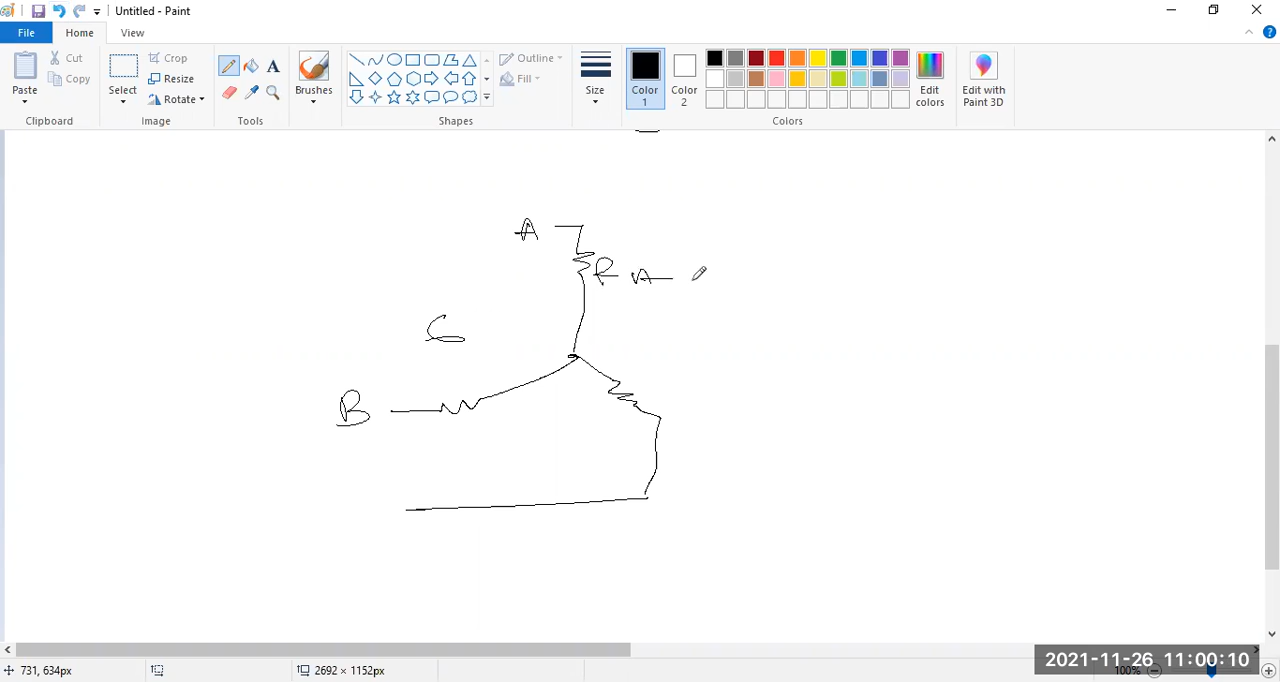 Untitled - Paint
File
Home
View
Paste
Cut
Copy
Clipboard
Select
Crop
Resize
Rotate
Image
A
Tools
Brushes
Outline
Fill
Shapes
Size
Color 1
Color 2
Edit colors
Colors
Edit with Paint 3D
A
R A
C
B
731, 634px
2692 × 1152px
100%
2021-11-26 11:00:10